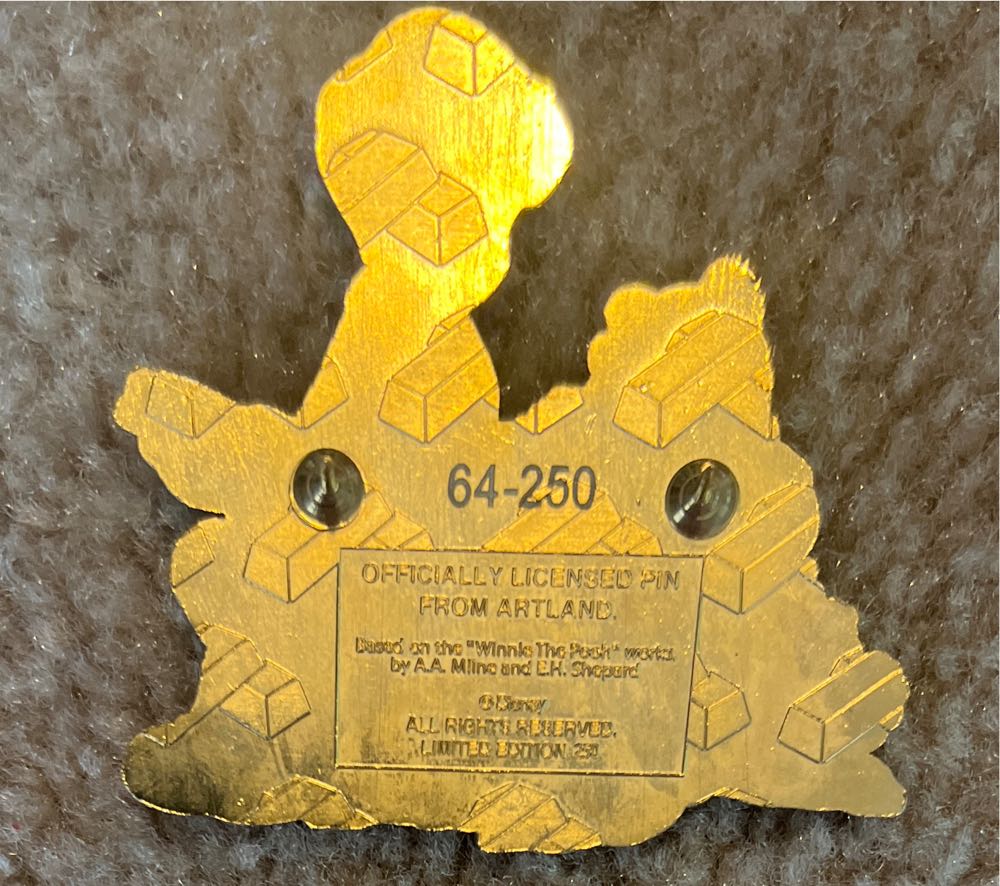 64-250
OFFICIALLY LICENSED PIN
FROM ARTLAND.
Based on the "Winnie The Pooh" works
by A.A. Milne and E.H. Shepard
© Disney
ALL RIGHTS RESERVED.
LIMITED EDITION 250